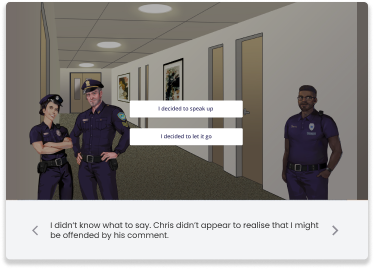 I decided to speak up
I decided to let it go
I didn't know what to say. Chris didn't appear to realise that I might
be offended by his comment.